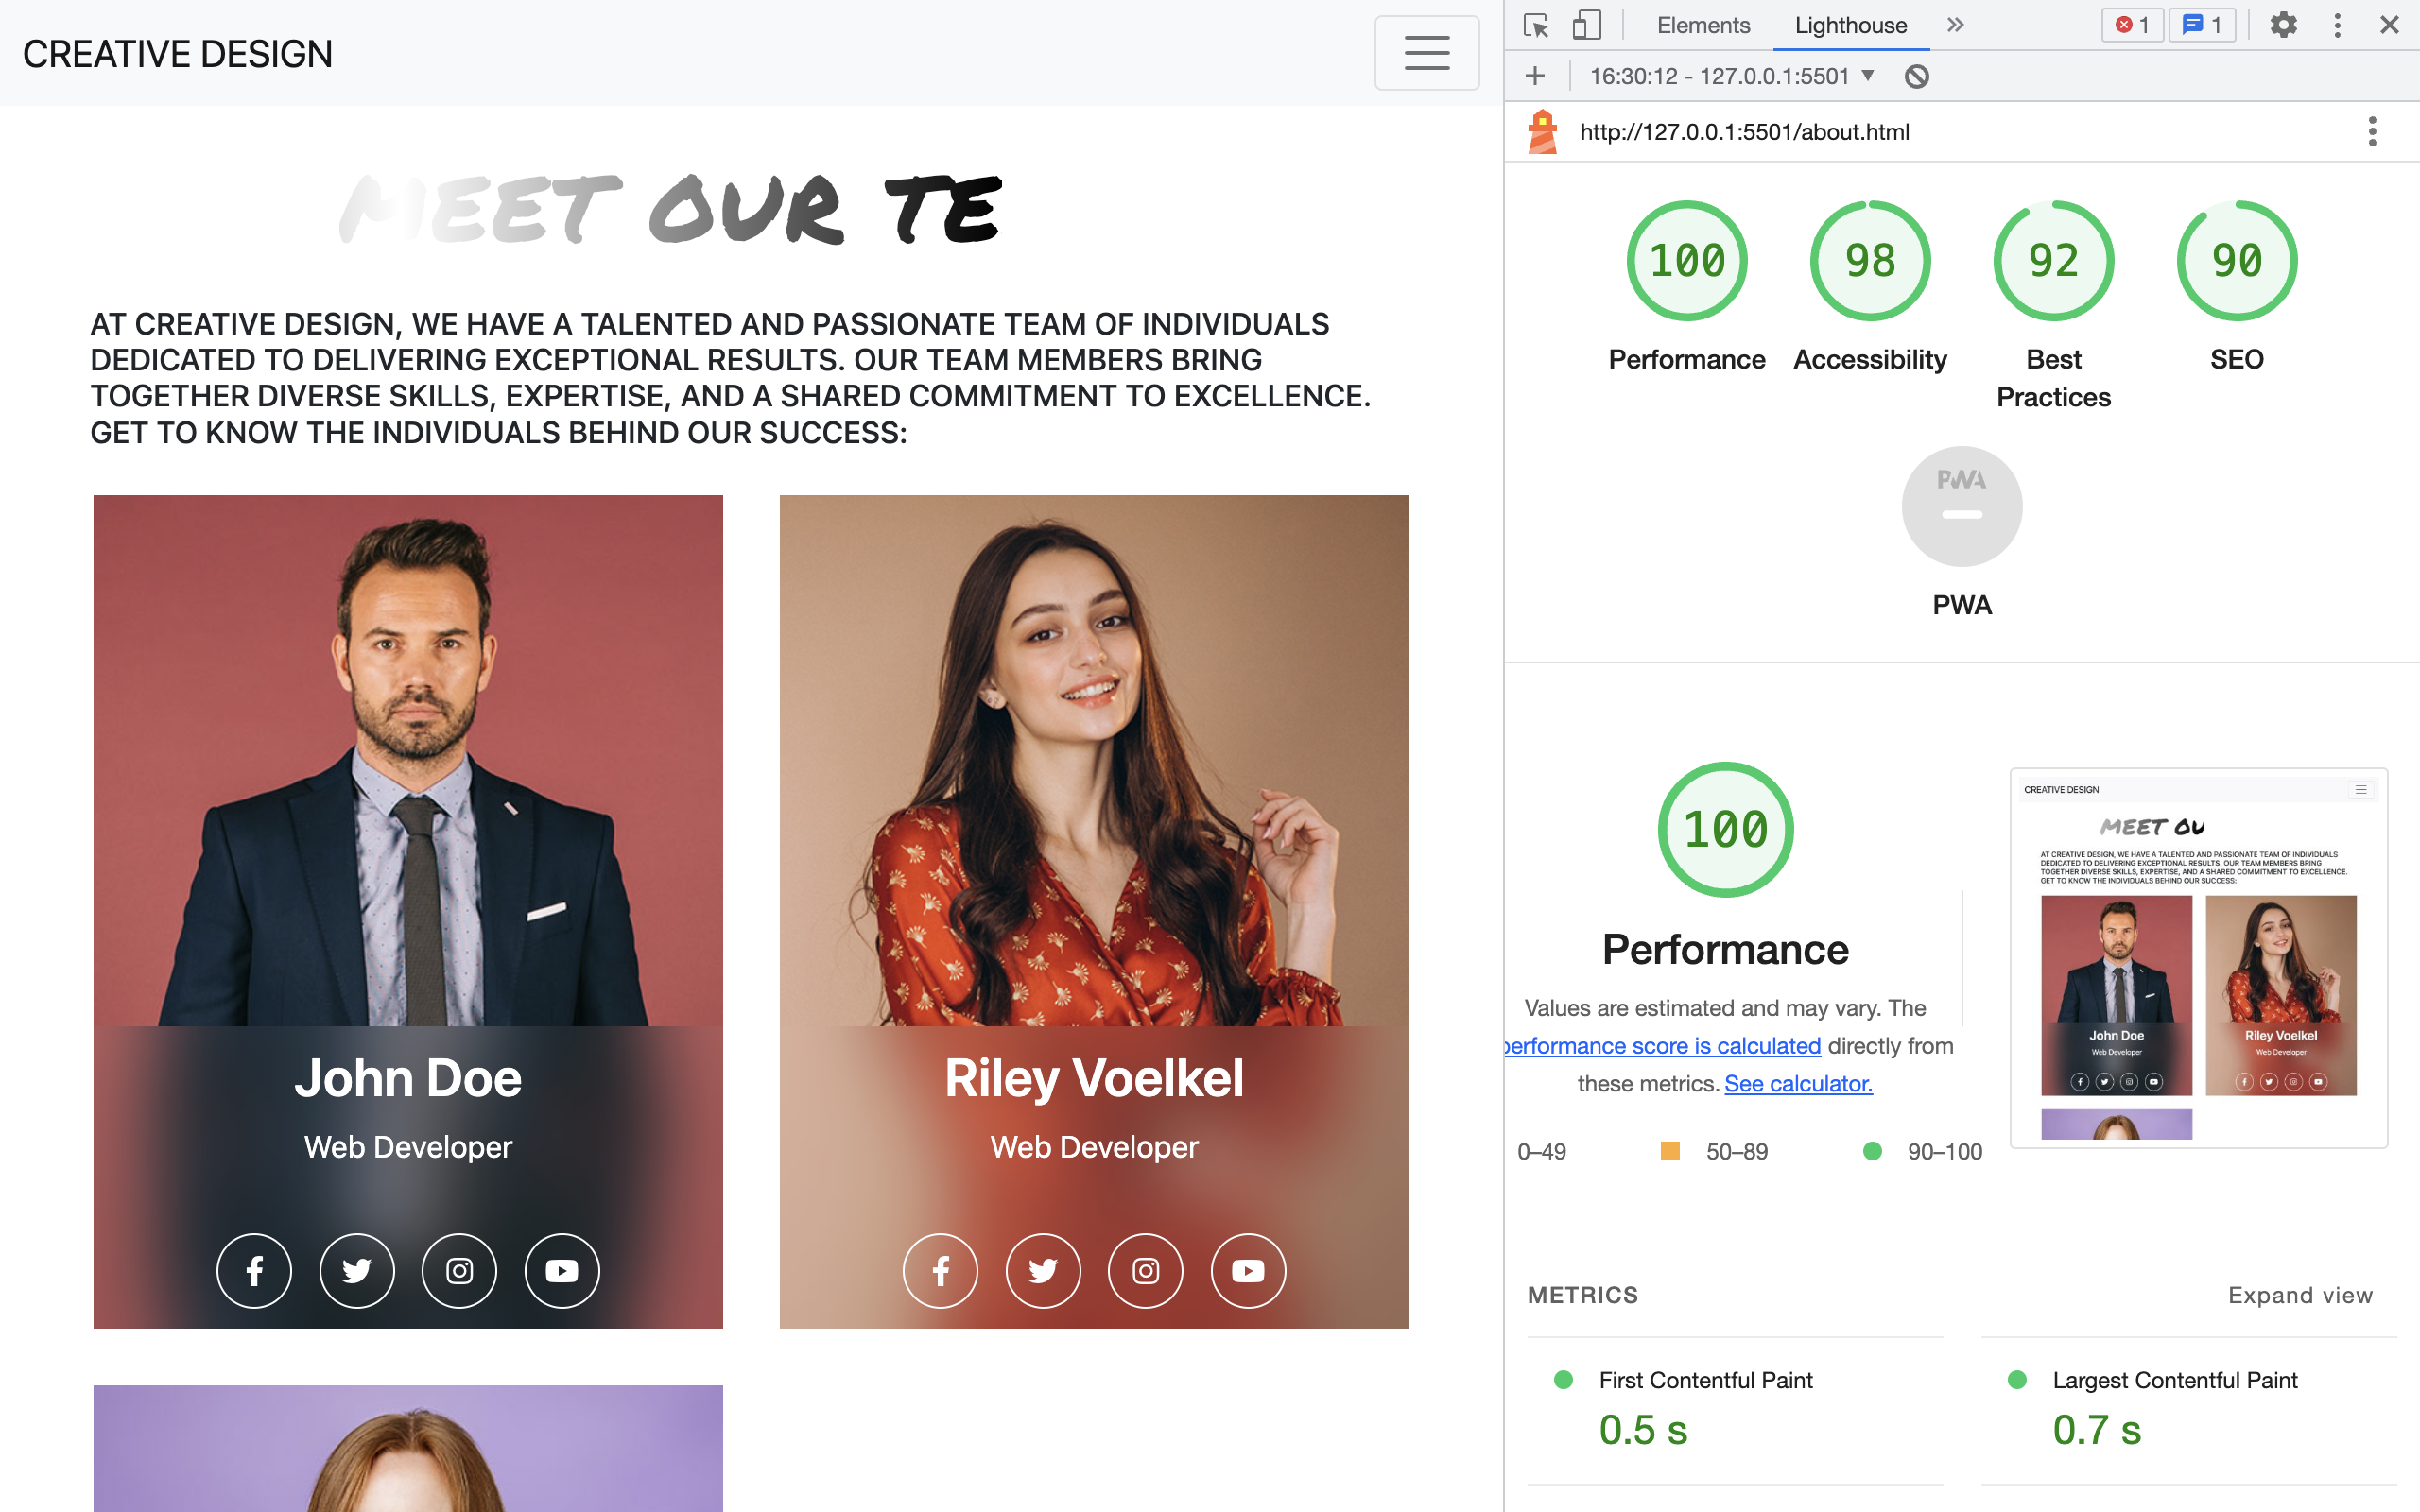 CREATIVE DESIGN
MEET OUR TE
AT CREATIVE DESIGN, WE HAVE A TALENTED AND PASSIONATE TEAM OF INDIVIDUALS
DEDICATED TO DELIVERING EXCEPTIONAL RESULTS. OUR TEAM MEMBERS BRING
TOGETHER DIVERSE SKILLS, EXPERTISE, AND A SHARED COMMITMENT TO EXCELLENCE.
GET TO KNOW THE INDIVIDUALS BEHIND OUR SUCCESS:
John Doe
Web Developer
Riley Voelkel
Web Developer
Elements
Lighthouse
1
1
16:30:12 - 127.0.0.1:5501
http://127.0.0.1:5501/about.html
100
Performance
98
Accessibility
92
Best
Practices
90
SEO
PWA
PWA
100
Performance
Values are estimated and may vary. The
performance score is calculated directly from
these metrics. See calculator.
0–49
50–89
90–100
CREATIVE DESIGN
MEET OU
AT CREATIVE DESIGN, WE HAVE A TALENTED AND PASSIONATE TEAM OF INDIVIDUALS
DEDICATED TO DELIVERING EXCEPTIONAL RESULTS. OUR TEAM MEMBERS BRING
TOGETHER DIVERSE SKILLS, EXPERTISE, AND A SHARED COMMITMENT TO EXCELLENCE.
GET TO KNOW THE INDIVIDUALS BEHIND OUR SUCCESS:
John Doe
Web Developer
Riley Voelkel
Web Developer
METRICS
Expand view
First Contentful Paint
0.5 s
Largest Contentful Paint
0.7 s